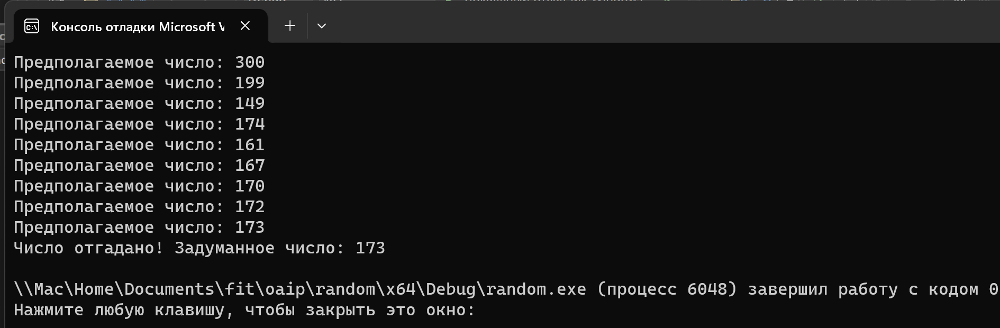 Консоль отладки Microsoft V
Предполагаемое число: 300
Предполагаемое число: 199
Предполагаемое число: 149
Предполагаемое число: 174
Предполагаемое число: 161
Предполагаемое число: 167
Предполагаемое число: 170
Предполагаемое число: 172
Предполагаемое число: 173
Число отгадано! Задуманное число: 173
\\Mac\Home\Documents\fit\oaip\random\x64\Debug\random.exe (процесс 6048) завершил работу с кодом 0
Нажмите любую клавишу, чтобы закрыть это окно: